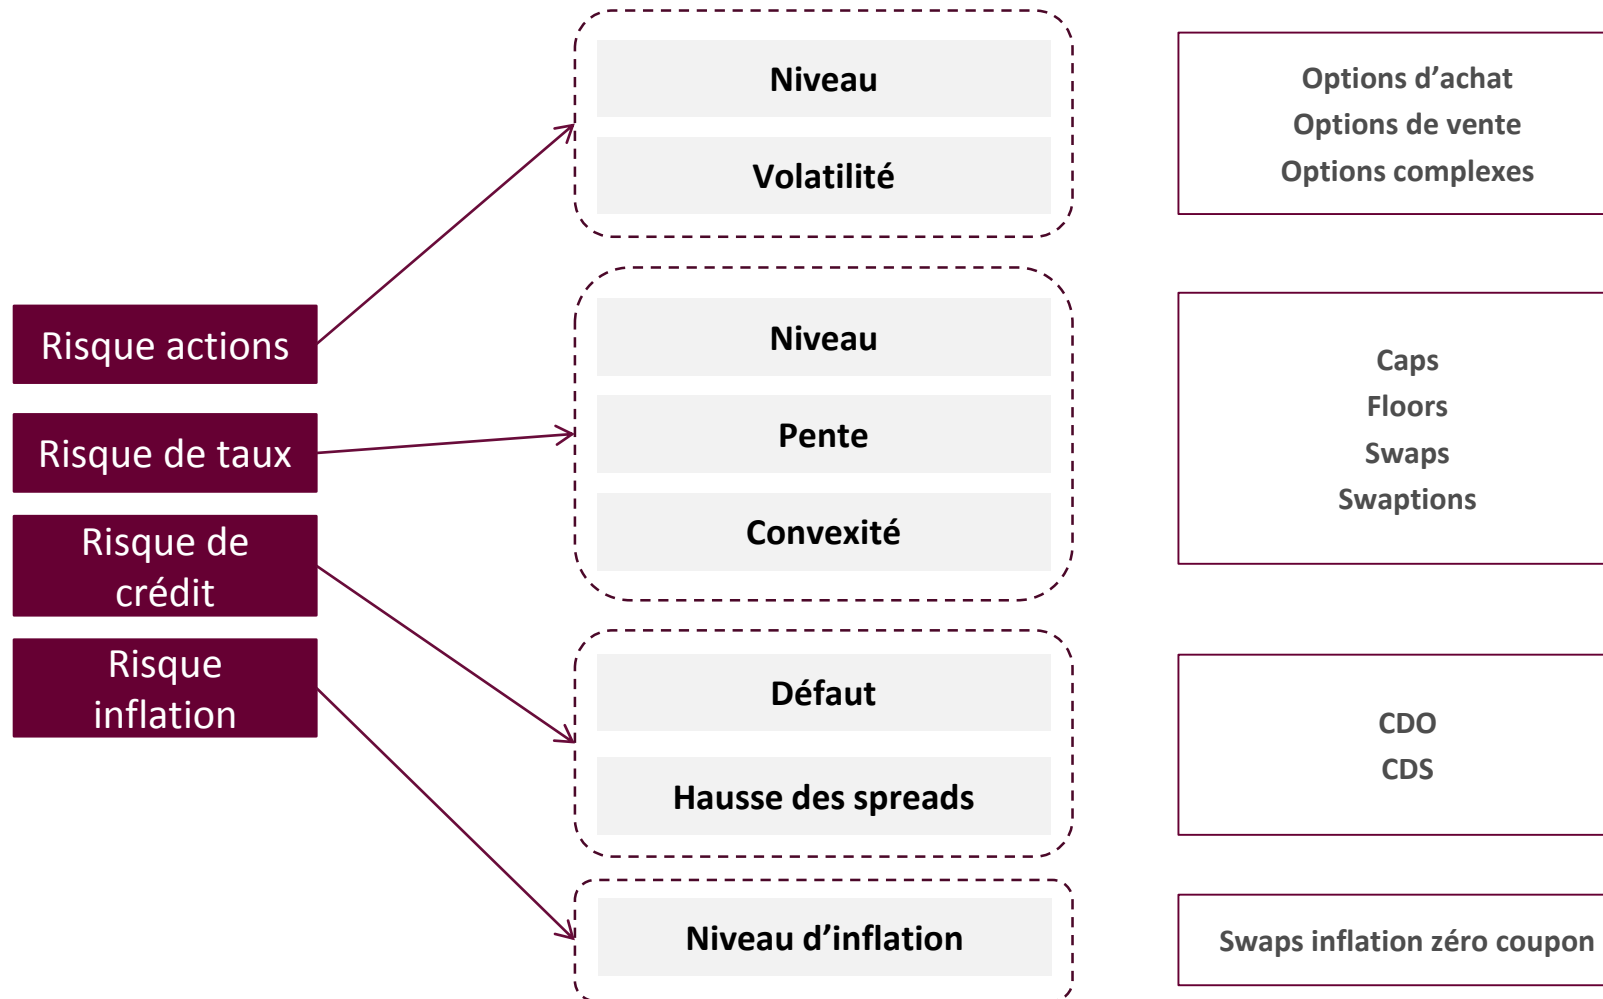 Risque actions
Risque de taux
Risque de
crédit
Risque
inflation
Niveau
Volatilité
Niveau
Pente
Convexité
Défaut
Hausse des spreads
Niveau d’inflation
Options d’achat
Options de vente
Options complexes
Caps
Floors
Swaps
Swaptions
CDO
CDS
Swaps inflation zéro coupon